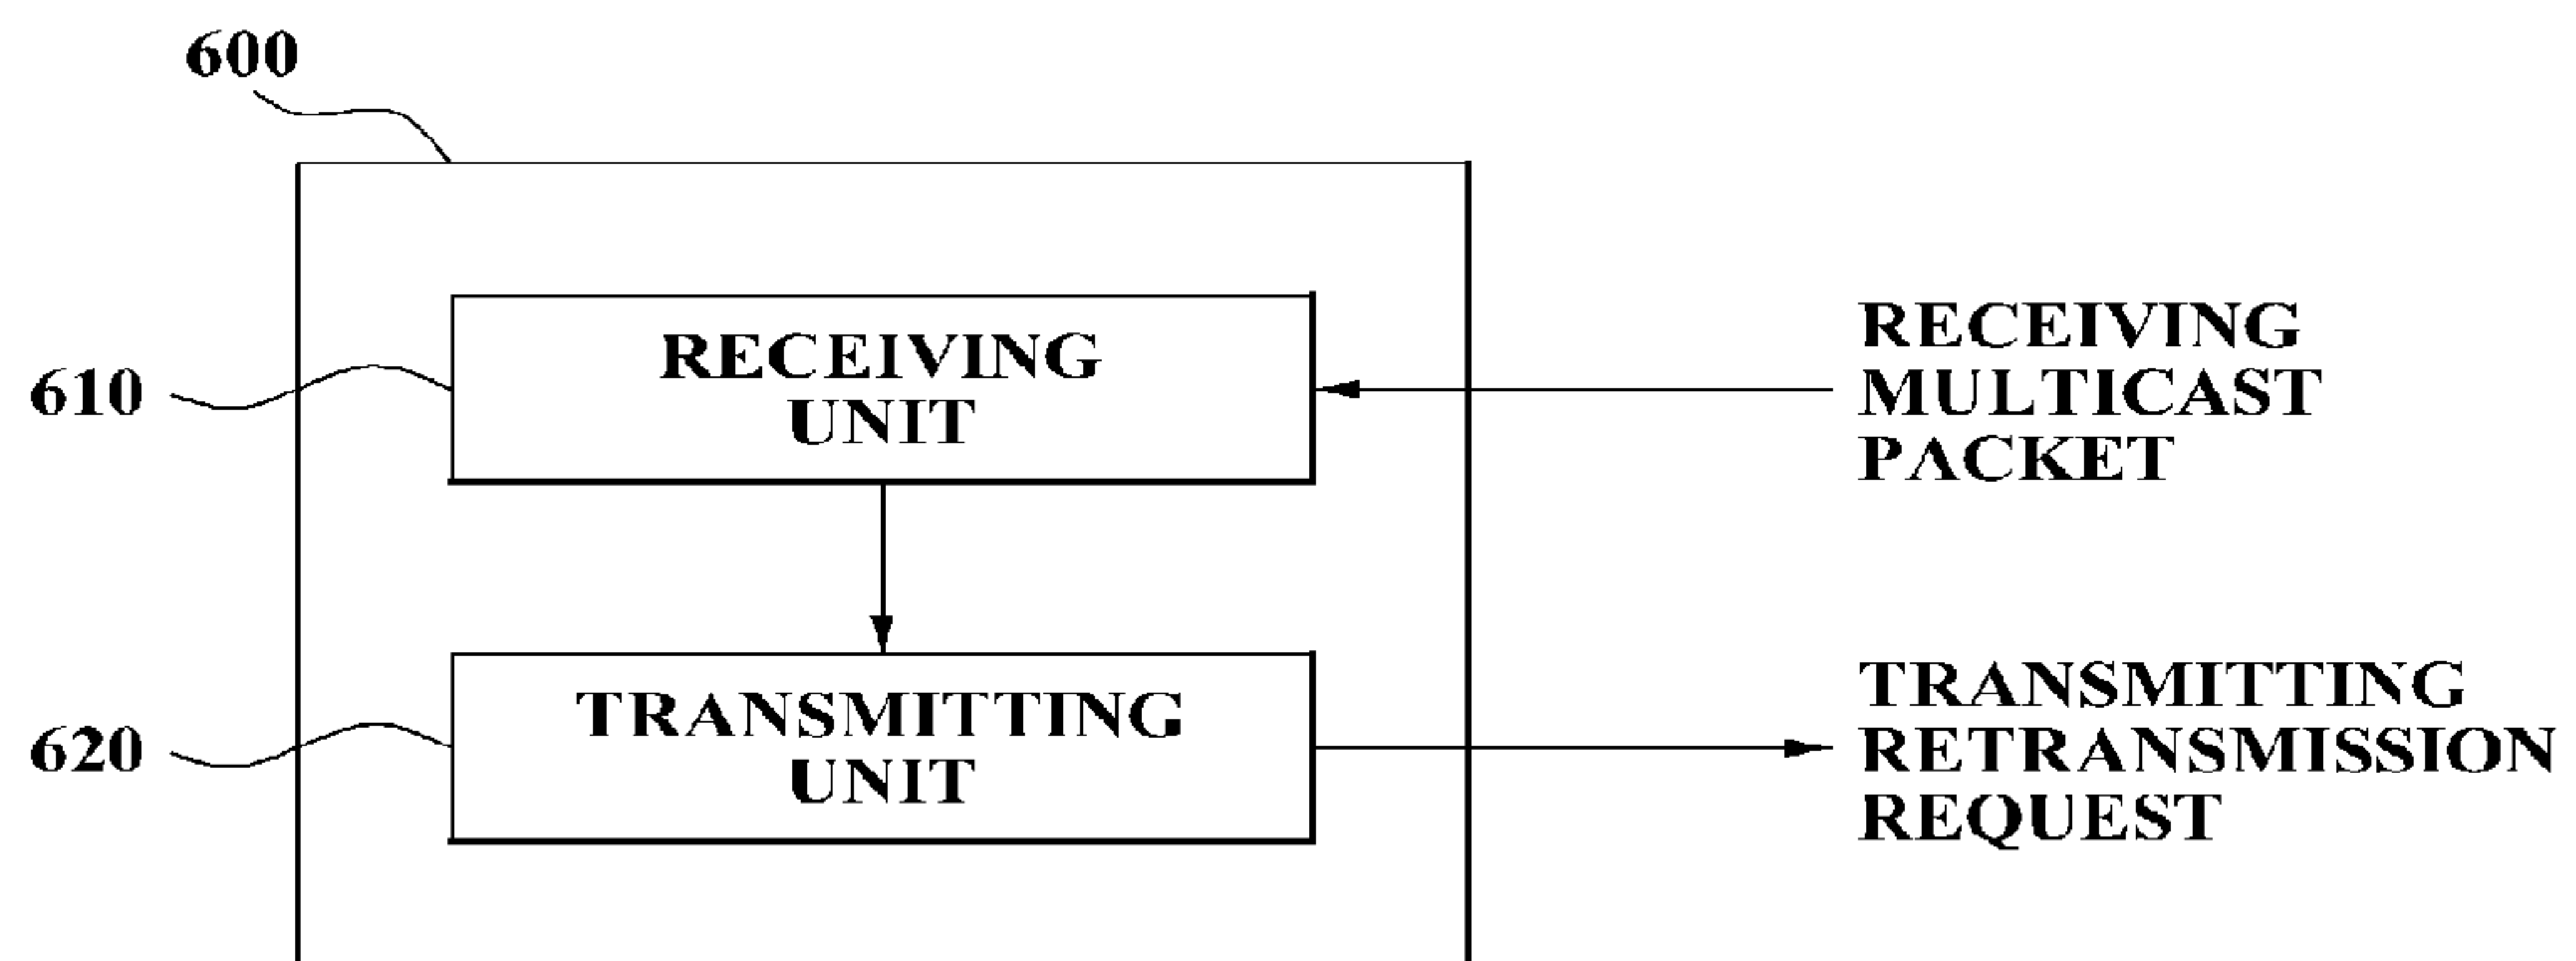 600
610
RECEIVING
UNIT
RECEIVING
MULTICAST
PACKET
620
TRANSMITTING
UNIT
TRANSMITTING
RETRANSMISSION
REQUEST